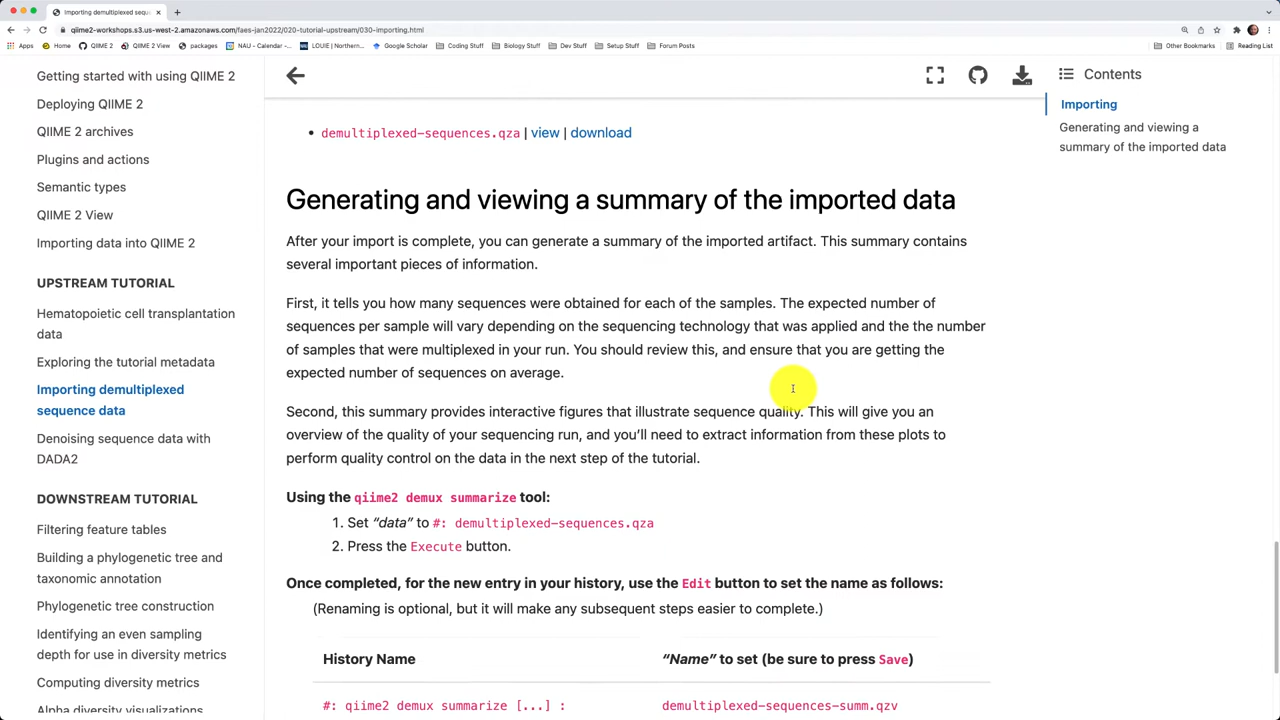 Importing demultiplexed sequ
qiime2-workshops.s3.us-west-2.amazonaws.com/faes-jan2022/020-tutorial-upstream/030-importing.html
Apps Home QIIME 2 QIIME 2 View packages NAU - Calendar -... LOUIE | Northern... Google Scholar Coding Stuff Biology Stuff Dev Stuff Setup Stuff Forum Posts Other Bookmarks Reading List
Getting started with using QIIME 2
Deploying QIIME 2
QIIME 2 archives
Plugins and actions
Semantic types
QIIME 2 View
Importing data into QIIME 2
UPSTREAM TUTORIAL
Hematopoietic cell transplantation
data
Exploring the tutorial metadata
Importing demultiplexed
sequence data
Denoising sequence data with
DADA2
DOWNSTREAM TUTORIAL
Filtering feature tables
Building a phylogenetic tree and
taxonomic annotation
Phylogenetic tree construction
Identifying an even sampling
depth for use in diversity metrics
Computing diversity metrics
Alpha diversity visualizations
• demultiplexed-sequences.qza | view | download
Generating and viewing a summary of the imported data
After your import is complete, you can generate a summary of the imported artifact. This summary contains
several important pieces of information.
First, it tells you how many sequences were obtained for each of the samples. The expected number of
sequences per sample will vary depending on the sequencing technology that was applied and the the number
of samples that were multiplexed in your run. You should review this, and ensure that you are getting the
expected number of sequences on average.
Second, this summary provides interactive figures that illustrate sequence quality. This will give you an
overview of the quality of your sequencing run, and you’ll need to extract information from these plots to
perform quality control on the data in the next step of the tutorial.
Using the qiime2 demux summarize tool:
1. Set “data” to #: demultiplexed-sequences.qza
2. Press the Execute button.
Once completed, for the new entry in your history, use the Edit button to set the name as follows:
(Renaming is optional, but it will make any subsequent steps easier to complete.)
History Name “Name” to set (be sure to press Save)
#: qiime2 demux summarize [...] : demultiplexed-sequences-summ.qzv
Contents
Importing
Generating and viewing a
summary of the imported data